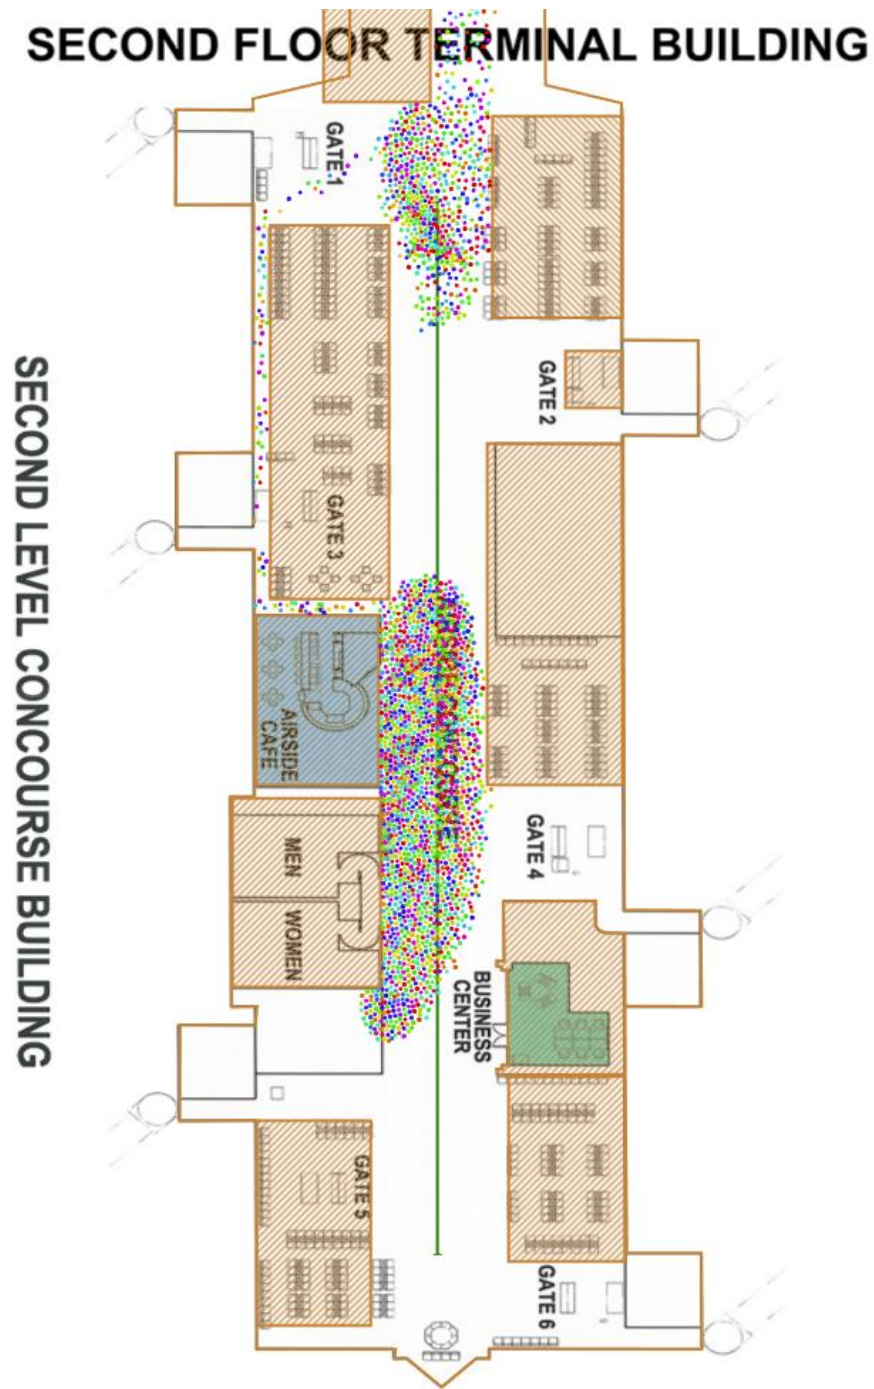 SECOND FLOOR TERMINAL BUILDING
GATE 1
GATE 2
GATE 3
SECOND LEVEL CONCOURSE BUILDING
AIRSIDE
CAFE
MEN
WOMEN
GATE 4
BUSINESS
CENTER
GATE 5
GATE 6